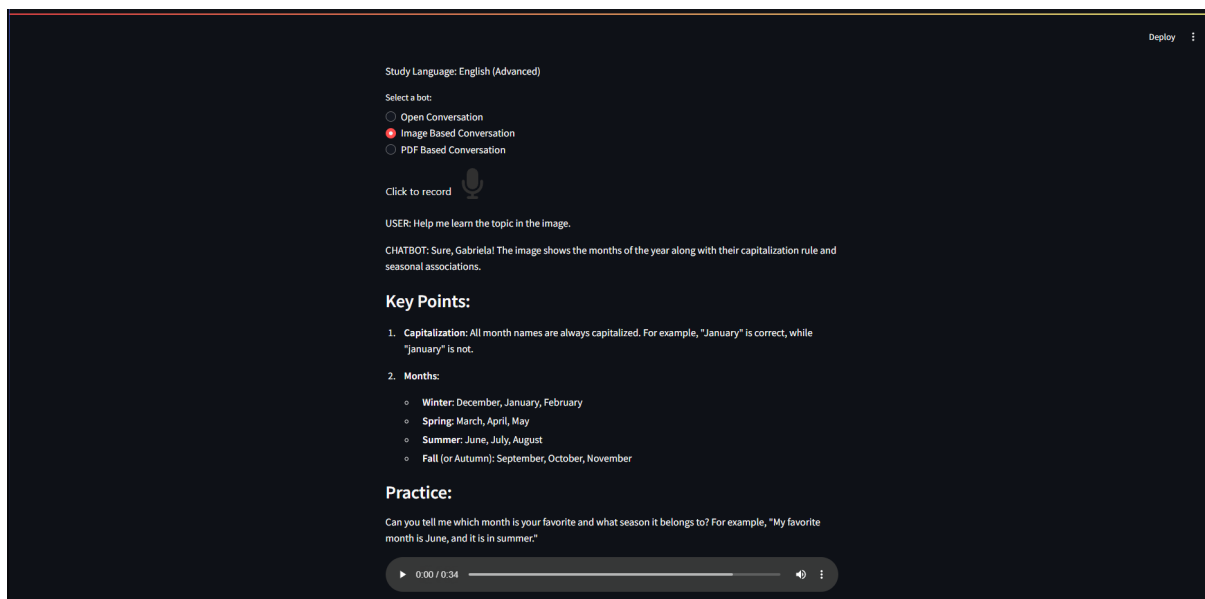 Deploy
Study Language: English (Advanced)
Select a bot:
Open Conversation
Image Based Conversation
PDF Based Conversation
Click to record
USER: Help me learn the topic in the image.
CHATBOT: Sure, Gabriela! The image shows the months of the year along with their capitalization rule and
seasonal associations.
Key Points:
1. Capitalization: All month names are always capitalized. For example, "January" is correct, while
"january" is not.
2. Months:
Winter: December, January, February
Spring: March, April, May
Summer: June, July, August
Fall (or Autumn): September, October, November
Practice:
Can you tell me which month is your favorite and what season it belongs to? For example, "My favorite
month is June, and it is in summer."
0:00 / 0:34